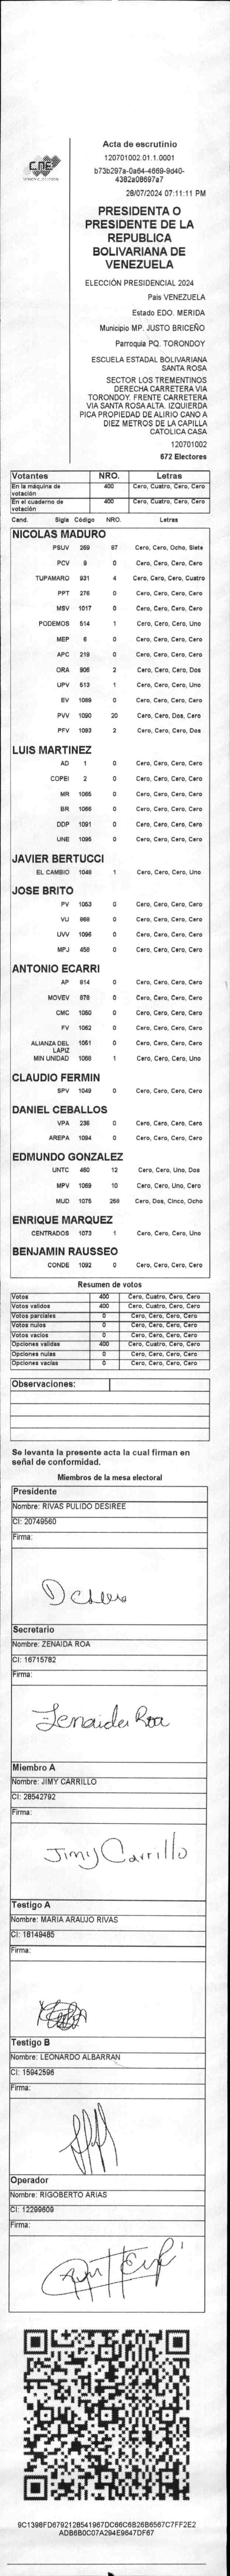 Acta de escrutinio
120701002.01.1.0001
b73b297a-0a64-4669-9d40-
4382a08697a7
28/07/2024 07:11:11 PM
CNE
PRESIDENTA O
PRESIDENTE DE LA
REPUBLICA
BOLIVARIANA DE
VENEZUELA
ELECCIÓN PRESIDENCIAL 2024
País VENEZUELA
Estado EDO. MERIDA
Municipio MP. JUSTO BRICEÑO
Parroquia PQ. TORONDOY
ESCUELA ESTADAL BOLIVARIANA
SANTA ROSA
SECTOR LOS TREMENTINOS
DERECHA CARRETERA VIA
TORONDOY. FRENTE CARRETERA
VIA SANTA ROSA ALTA. IZQUIERDA
PICA PROPIEDAD DE ALIRIO CANO A
DIEZ METROS DE LA CAPILLA
CATOLICA CASA
120701002
672 Electores
Votantes NRO. Letras
En la máquina de votación 400 Cero, Cuatro, Cero, Cero
En el cuaderno de votación 400 Cero, Cuatro, Cero, Cero
Cand. Sigla Código NRO. Letras
NICOLAS MADURO
PSUV 269 87 Cero, Cero, Ocho, Siete
PCV 9 0 Cero, Cero, Cero, Cero
TUPAMARO 931 4 Cero, Cero, Cero, Cuatro
PPT 276 0 Cero, Cero, Cero, Cero
MSV 1017 0 Cero, Cero, Cero, Cero
PODEMOS 514 1 Cero, Cero, Cero, Uno
MEP 6 0 Cero, Cero, Cero, Cero
APC 219 0 Cero, Cero, Cero, Cero
ORA 906 2 Cero, Cero, Cero, Dos
UPV 513 1 Cero, Cero, Cero, Uno
EV 1089 0 Cero, Cero, Cero, Cero
PVV 1090 20 Cero, Cero, Dos, Cero
PFV 1093 2 Cero, Cero, Cero, Dos
LUIS MARTINEZ
AD 1 0 Cero, Cero, Cero, Cero
COPEI 2 0 Cero, Cero, Cero, Cero
MR 1065 0 Cero, Cero, Cero, Cero
BR 1066 0 Cero, Cero, Cero, Cero
DDP 1091 0 Cero, Cero, Cero, Cero
UNE 1095 0 Cero, Cero, Cero, Cero
JAVIER BERTUCCI
EL CAMBIO 1048 1 Cero, Cero, Cero, Uno
JOSE BRITO
PV 1053 0 Cero, Cero, Cero, Cero
VU 868 0 Cero, Cero, Cero, Cero
UVV 1096 0 Cero, Cero, Cero, Cero
MPJ 458 0 Cero, Cero, Cero, Cero
ANTONIO ECARRI
AP 814 0 Cero, Cero, Cero, Cero
MOVEV 878 0 Cero, Cero, Cero, Cero
CMC 1050 0 Cero, Cero, Cero, Cero
FV 1062 0 Cero, Cero, Cero, Cero
ALIANZA DEL LAPIZ 1051 0 Cero, Cero, Cero, Cero
MIN UNIDAD 1068 1 Cero, Cero, Cero, Uno
CLAUDIO FERMIN
SPV 1049 0 Cero, Cero, Cero, Cero
DANIEL CEBALLOS
VPA 236 0 Cero, Cero, Cero, Cero
AREPA 1094 0 Cero, Cero, Cero, Cero
EDMUNDO GONZALEZ
UNTC 460 12 Cero, Cero, Uno, Dos
MPV 1069 10 Cero, Cero, Uno, Cero
MUD 1075 258 Cero, Dos, Cinco, Ocho
ENRIQUE MARQUEZ
CENTRADOS 1073 1 Cero, Cero, Cero, Uno
BENJAMIN RAUSSEO
CONDE 1092 0 Cero, Cero, Cero, Cero
Resumen de votos
Votos 400 Cero, Cuatro, Cero, Cero
Votos validos 400 Cero, Cuatro, Cero, Cero
Votos parciales 0 Cero, Cero, Cero, Cero
Votos nulos 0 Cero, Cero, Cero, Cero
Votos vacios 0 Cero, Cero, Cero, Cero
Opciones validas 400 Cero, Cuatro, Cero, Cero
Opciones nulas 0 Cero, Cero, Cero, Cero
Opciones vacias 0 Cero, Cero, Cero, Cero
Observaciones:
Se levanta la presente acta la cual firman en
señal de conformidad.
Miembros de la mesa electoral
Presidente
Nombre: RIVAS PULIDO DESIREE
CI: 20749560
Firma:
Secretario
Nombre: ZENAIDA ROA
CI: 16715782
Firma:
Zenaida Roa
Miembro A
Nombre: JIMY CARRILLO
CI: 26542792
Firma:
Jimy Carrillo
Testigo A
Nombre: MARIA ARAUJO RIVAS
CI: 18149485
Firma:
Testigo B
Nombre: LEONARDO ALBARRAN
CI: 15942596
Firma:
Operador
Nombre: RIGOBERTO ARIAS
CI: 12299609
Firma:
9C1398FD6792128541967DC66C6B26B6567C7FF2E2
ADB6B0C07A294E9647DF67